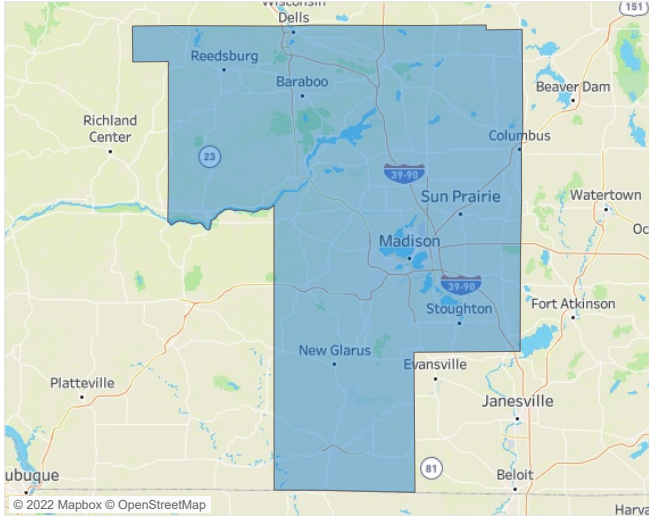 Wisconsin
Dells
151
Reedsburg
Baraboo
Beaver Dam
Richland
Center
Columbus
23
39-90
Sun Prairie
Watertown
Oc
Madison
39-90
Stoughton
Fort Atkinson
New Glarus
Evansville
Platteville
Janesville
81
ubuque
Beloit
© 2022 Mapbox © OpenStreetMap
Harva